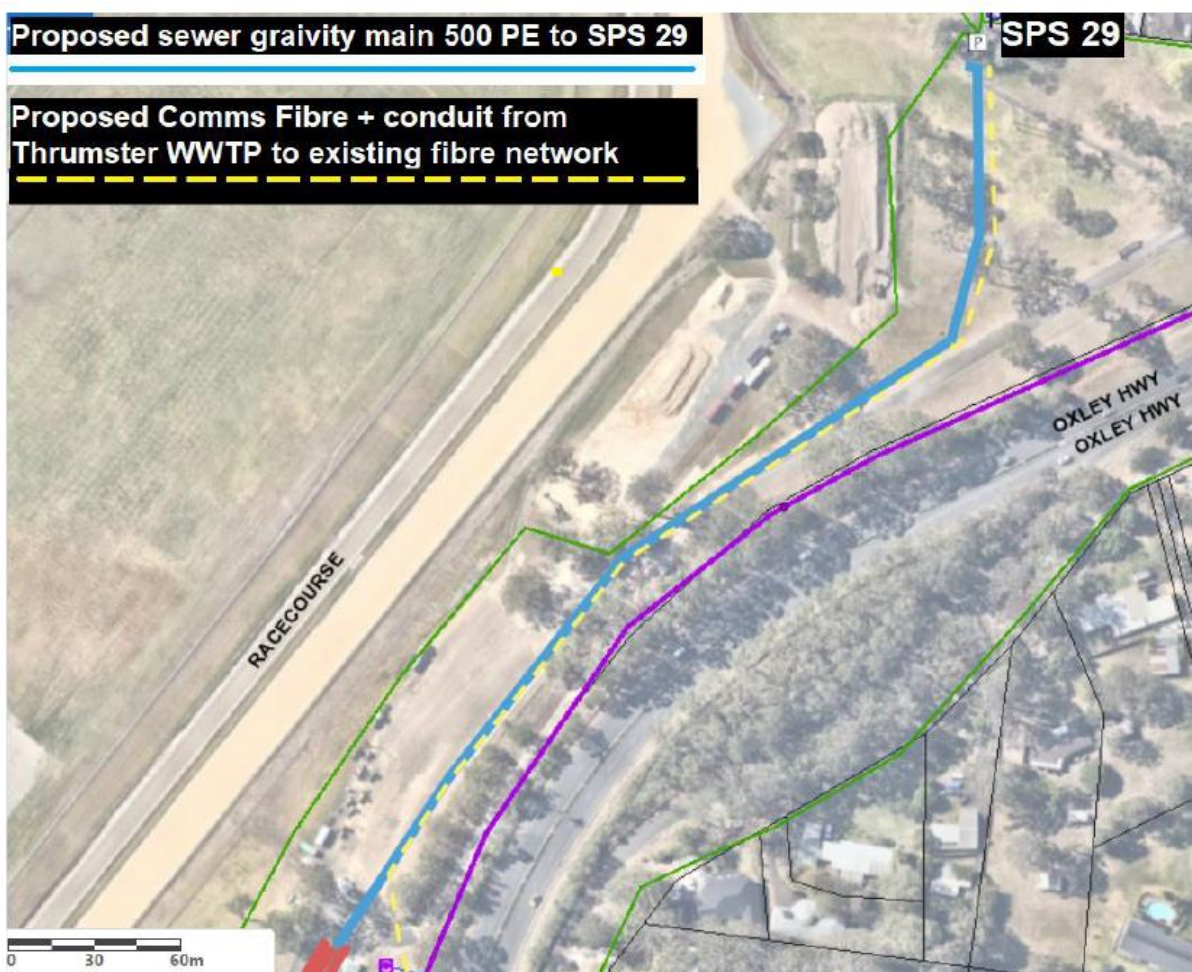 Proposed sewer graivity main 500 PE to SPS 29
SPS 29
P
Proposed Comms Fibre + conduit from
Thrumster WWTP to existing fibre network
OXLEY HWY
OXLEY HWY
RACECOURSE
0 30 60m